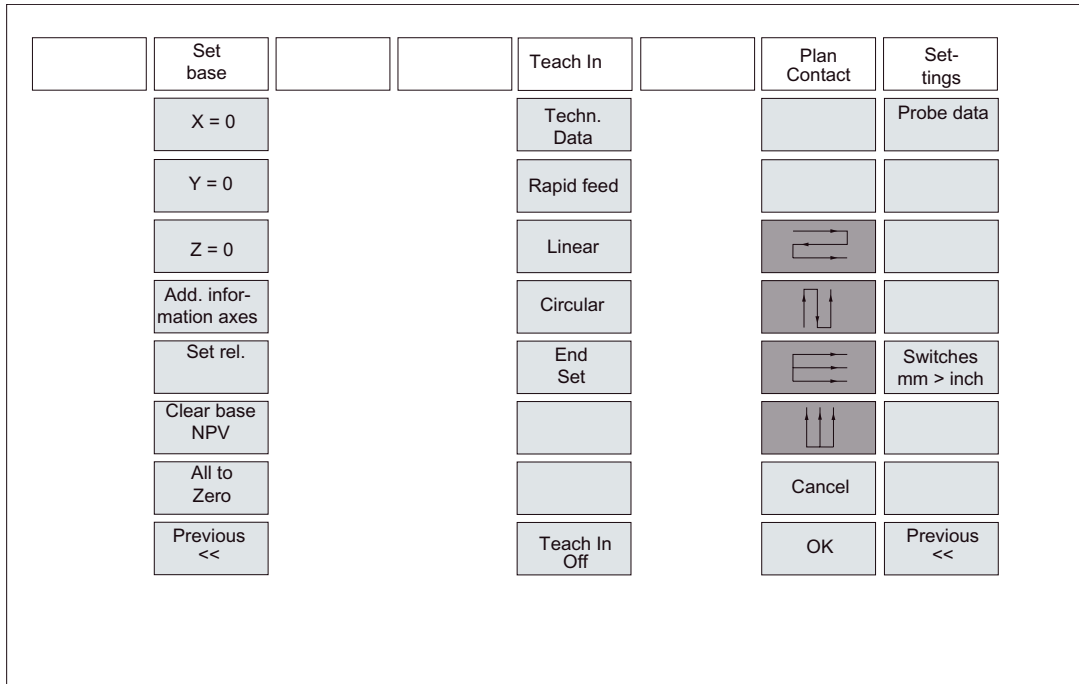 Set
base
Teach In
Plan
Contact
Set-
tings
X = 0
Techn.
Data
Probe data
Y = 0
Rapid feed
Z = 0
Linear
Add. infor-
mation axes
Circular
Set rel.
End
Set
Switches
mm > inch
Clear base
NPV
All to
Zero
Cancel
Previous
<<
Teach In
Off
OK
Previous
<<